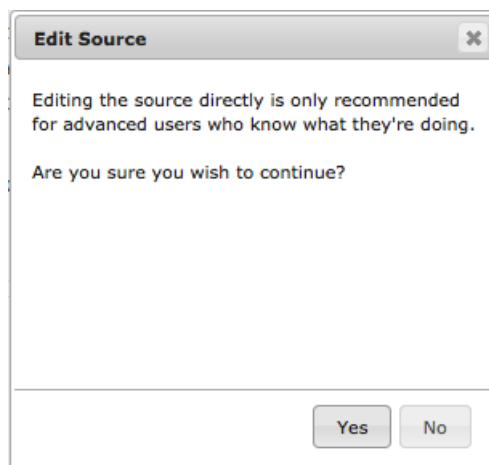 Edit Source
Editing the source directly is only recommended
for advanced users who know what they're doing.
Are you sure you wish to continue?
Yes No